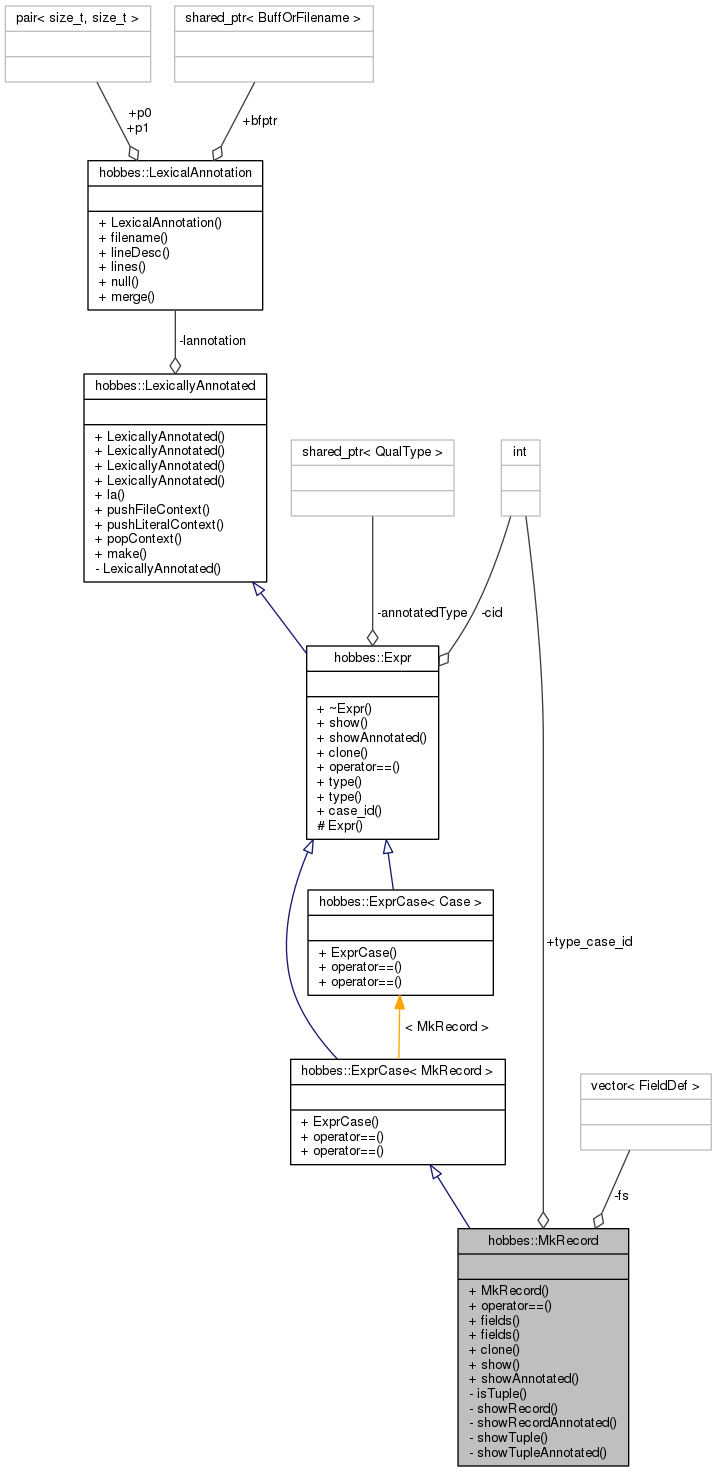 pair< size_t, size_t >
shared_ptr< BuffOrFilename >
+p0
+p1
+bfptr
hobbes::LexicalAnnotation
+ LexicalAnnotation()
+ filename()
+ lineDesc()
+ lines()
+ null()
+ merge()
-lannotation
hobbes::LexicallyAnnotated
+ LexicallyAnnotated()
+ LexicallyAnnotated()
+ LexicallyAnnotated()
+ LexicallyAnnotated()
+ la()
+ pushFileContext()
+ pushLiteralContext()
+ popContext()
+ make()
- LexicallyAnnotated()
shared_ptr< QualType >
int
-annotatedType
-cid
hobbes::Expr
+ ~Expr()
+ show()
+ showAnnotated()
+ clone()
+ operator==()
+ type()
+ type()
+ case_id()
# Expr()
hobbes::ExprCase< Case >
+ ExprCase()
+ operator==()
+ operator==()
+type_case_id
< MkRecord >
hobbes::ExprCase< MkRecord >
+ ExprCase()
+ operator==()
+ operator==()
vector< FieldDef >
-fs
hobbes::MkRecord
+ MkRecord()
+ operator==()
+ fields()
+ fields()
+ clone()
+ show()
+ showAnnotated()
- isTuple()
- showRecord()
- showRecordAnnotated()
- showTuple()
- showTupleAnnotated()